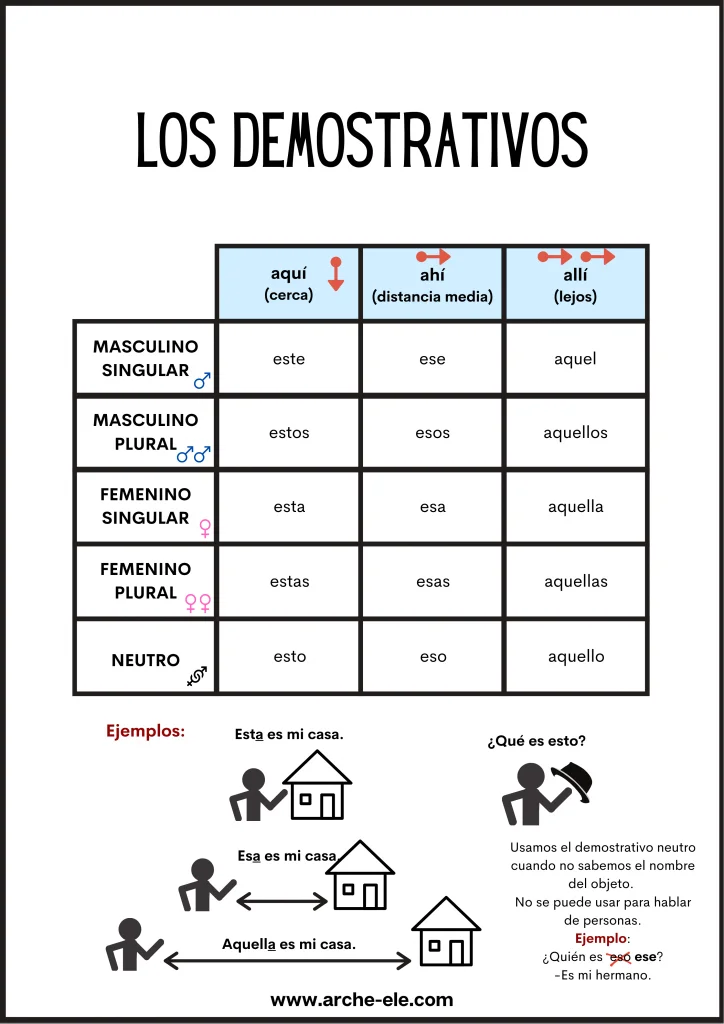 LOS DEMOSTRATIVOS
aquí
(cerca)
ahí
(distancia media)
allí
(lejos)
MASCULINO
SINGULAR
este
ese
aquel
MASCULINO
PLURAL
estos
esos
aquellos
FEMENINO
SINGULAR
esta
esa
aquella
FEMENINO
PLURAL
estas
esas
aquellas
NEUTRO
esto
eso
aquello
Ejemplos:
Esta es mi casa.
Esa es mi casa.
Aquella es mi casa.
¿Qué es esto?
Usamos el demostrativo neutro
cuando no sabemos el nombre
del objeto.
No se puede usar para hablar
de personas.
Ejemplo:
¿Quién es eso ese?
-Es mi hermano.
www.arche-ele.com